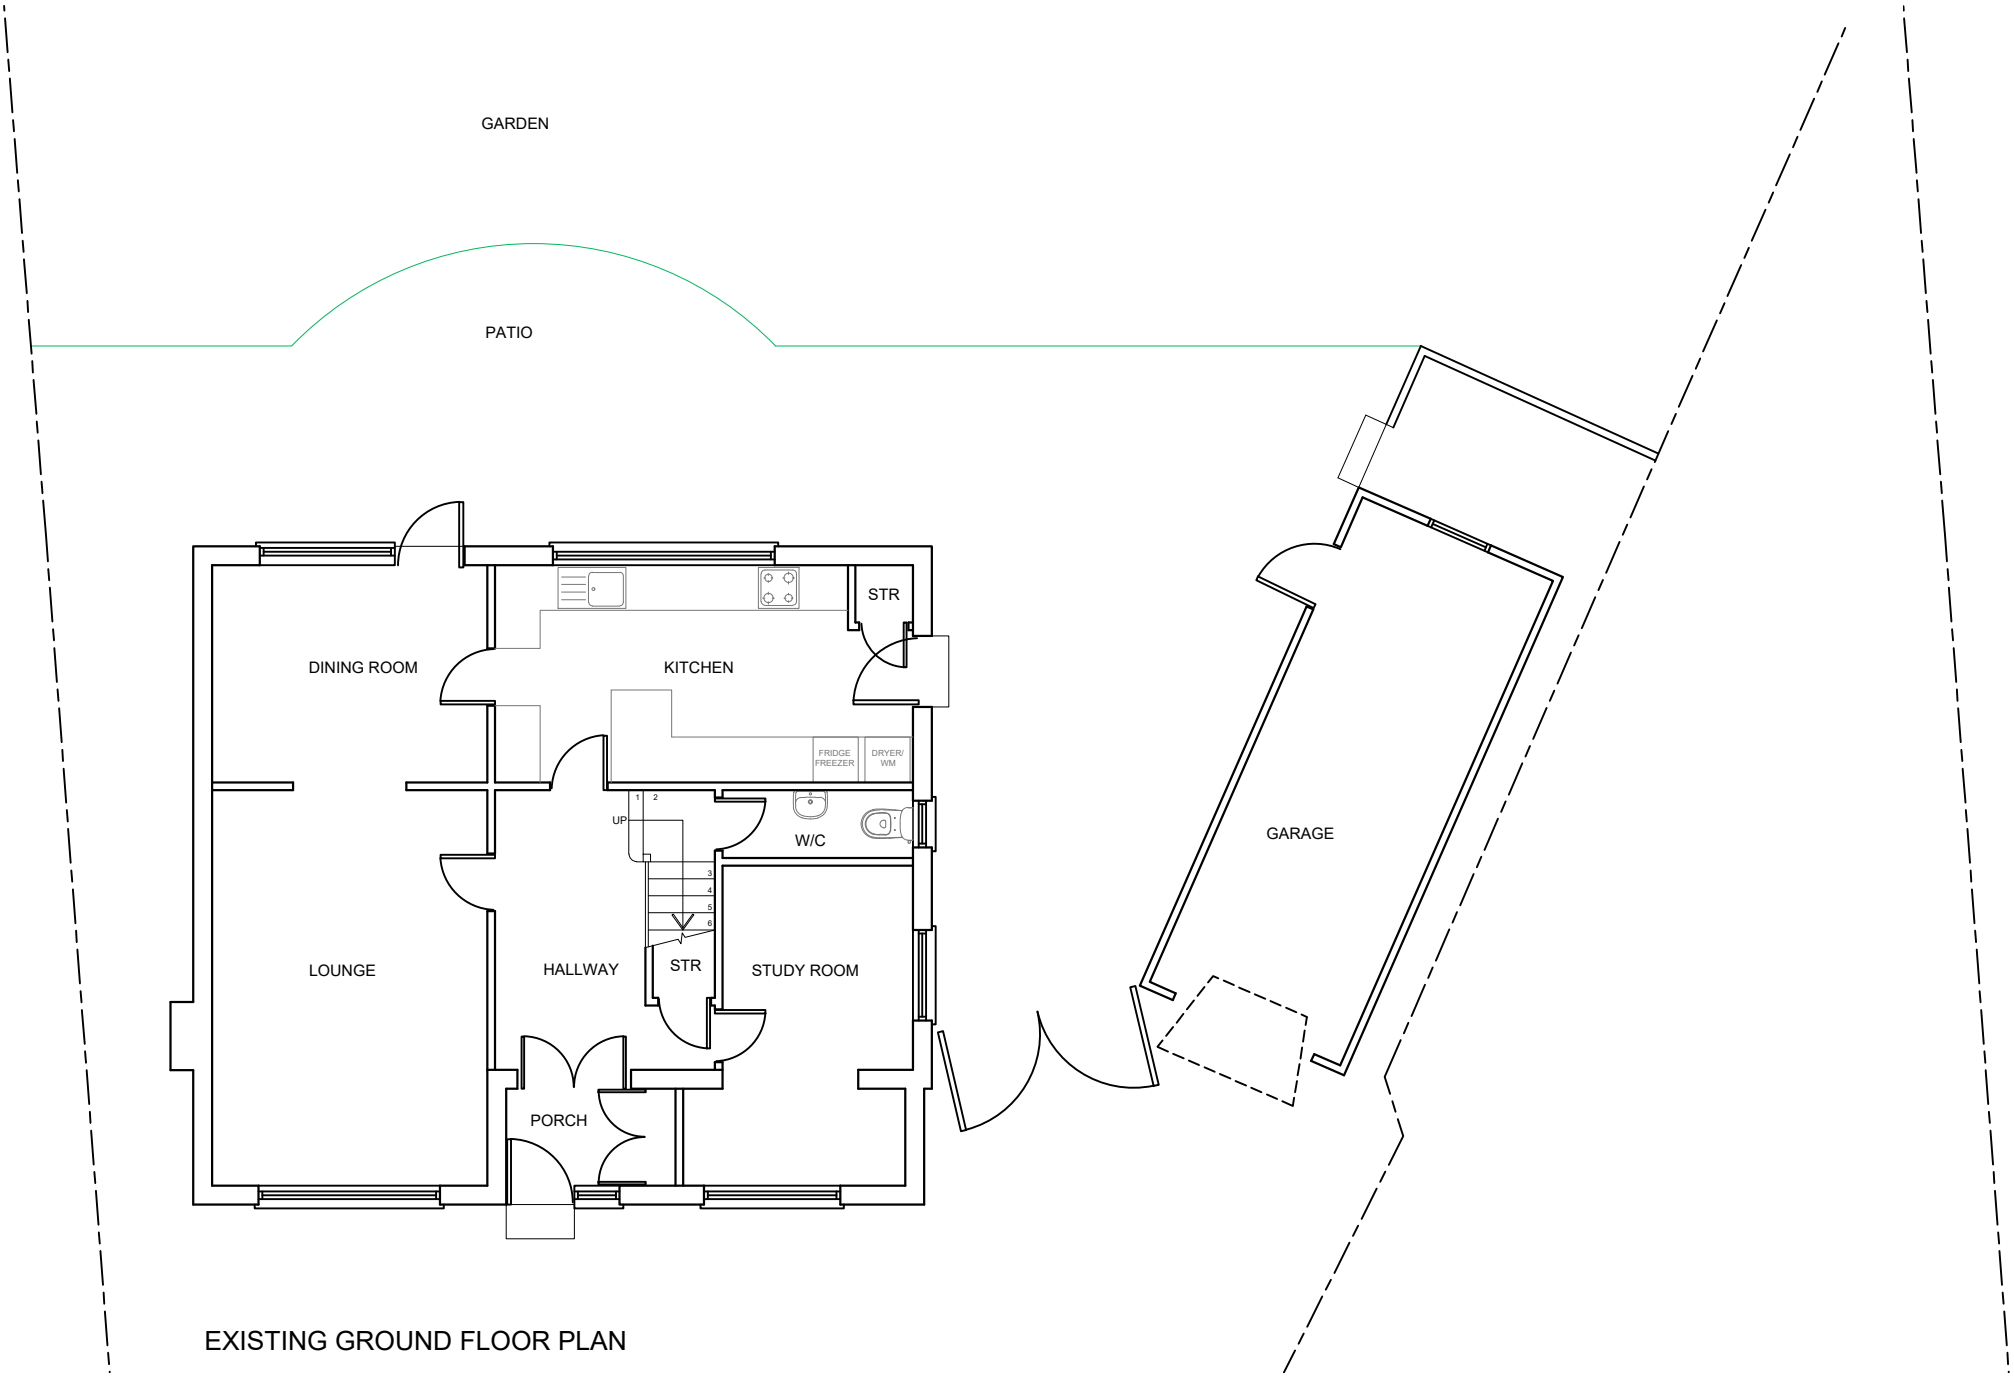 GARDEN
PATIO
STR
DINING ROOM
KITCHEN
FRIDGE
FREEZER
DRYER/
WM
1 2
UP
W/C
GARAGE
3
4
5
6
LOUNGE
HALLWAY
STR
STUDY ROOM
PORCH
EXISTING GROUND FLOOR PLAN